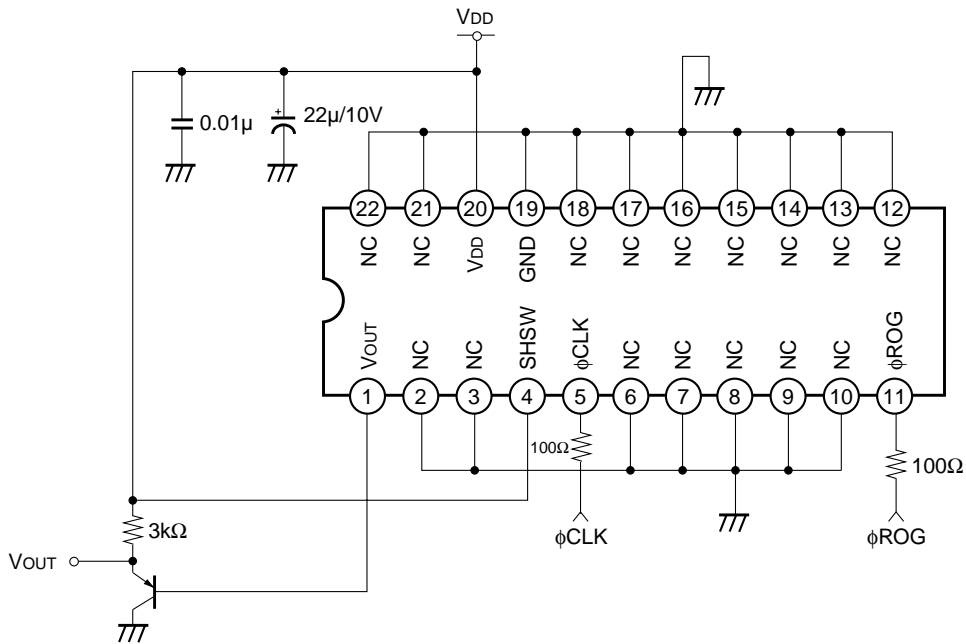 VDD
0.01μ
22μ/10V
+
22 21 20 19 18 17 16 15 14 13 12
NC NC VDD GND NC NC NC NC NC NC NC
VOUT NC NC SHSW ϕCLK NC NC NC NC NC ϕROG
1 2 3 4 5 6 7 8 9 10 11
100Ω
100Ω
3kΩ
ϕCLK
ϕROG
VOUT